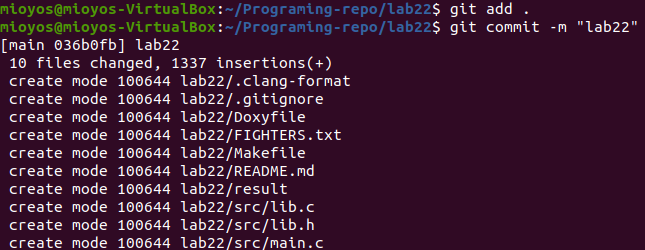 mioyos@mioyos-VirtualBox:~/Programing-repo/lab22$ git add .
mioyos@mioyos-VirtualBox:~/Programing-repo/lab22$ git commit -m "lab22"
[main 036b0fb] lab22
 10 files changed, 1337 insertions(+)
 create mode 100644 lab22/.clang-format
 create mode 100644 lab22/.gitignore
 create mode 100644 lab22/Doxyfile
 create mode 100644 lab22/FIGHTERS.txt
 create mode 100644 lab22/Makefile
 create mode 100644 lab22/README.md
 create mode 100644 lab22/result
 create mode 100644 lab22/src/lib.c
 create mode 100644 lab22/src/lib.h
 create mode 100644 lab22/src/main.c